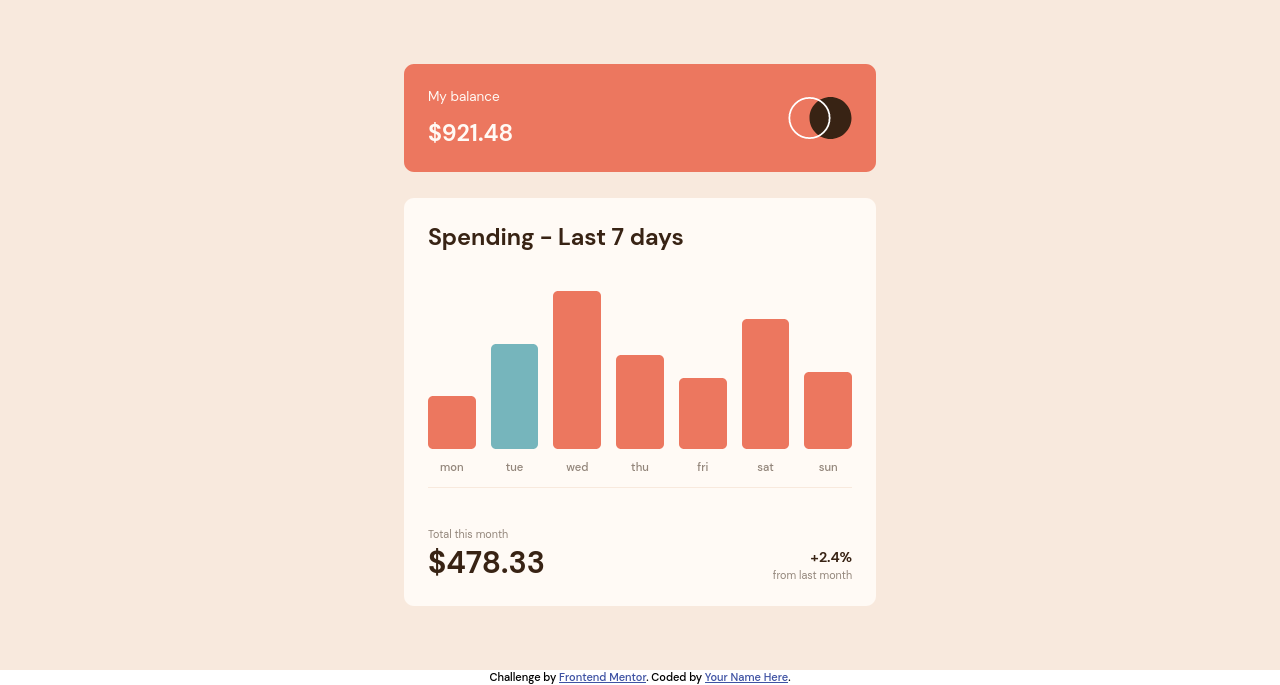 My balance
$921.48
Spending - Last 7 days
mon tue wed thu fri sat sun
Total this month
$478.33
+2.4%
from last month
Challenge by Frontend Mentor. Coded by Your Name Here.